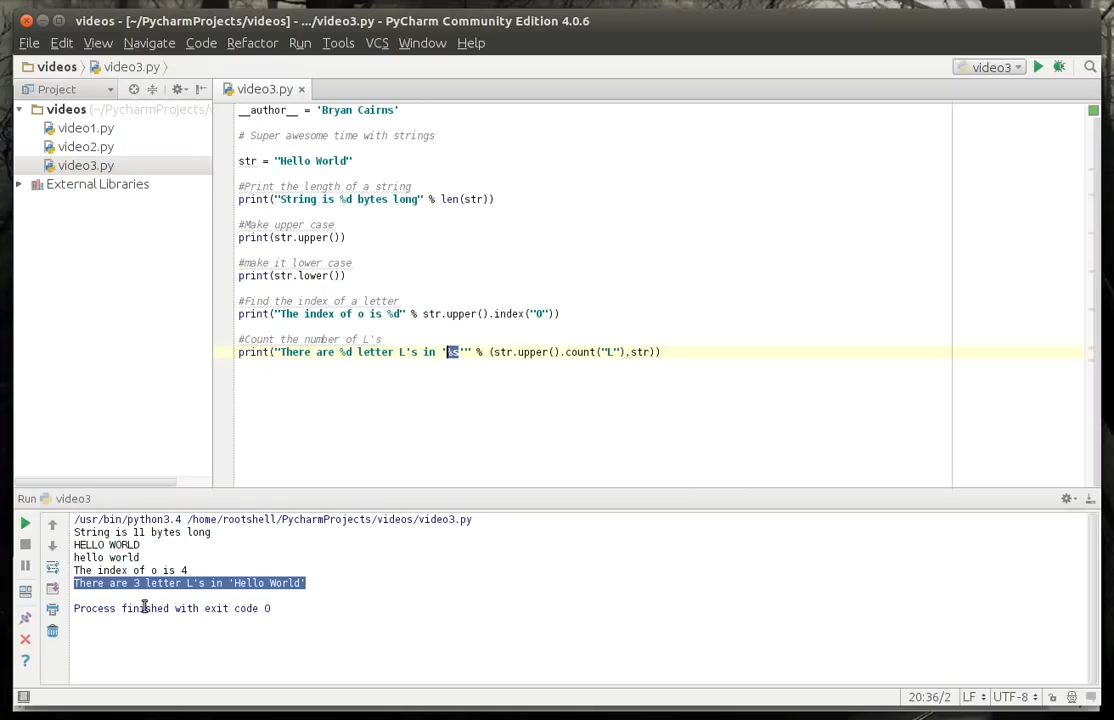 videos - [~/PycharmProjects/videos] - .../video3.py - PyCharm Community Edition 4.0.6
File Edit View Navigate Code Refactor Run Tools VCS Window Help
videos video3.py
video3
Project
video3.py ×
videos (~/PycharmProjects/
video1.py
video2.py
video3.py
External Libraries
__author__ = 'Bryan Cairns'
# Super awesome time with strings
str = "Hello World"
#Print the length of a string
print("String is %d bytes long" % len(str))
#Make upper case
print(str.upper())
#make it lower case
print(str.lower())
#Find the index of a letter
print("The index of o is %d" % str.upper().index("O"))
#Count the number of L's
print("There are %d letter L's in '%s'" % (str.upper().count("L"),str))
Run video3
/usr/bin/python3.4 /home/rootshell/PycharmProjects/videos/video3.py
String is 11 bytes long
HELLO WORLD
hello world
The index of o is 4
There are 3 letter L's in 'Hello World'
Process finished with exit code 0
20:36/2 LF UTF-8